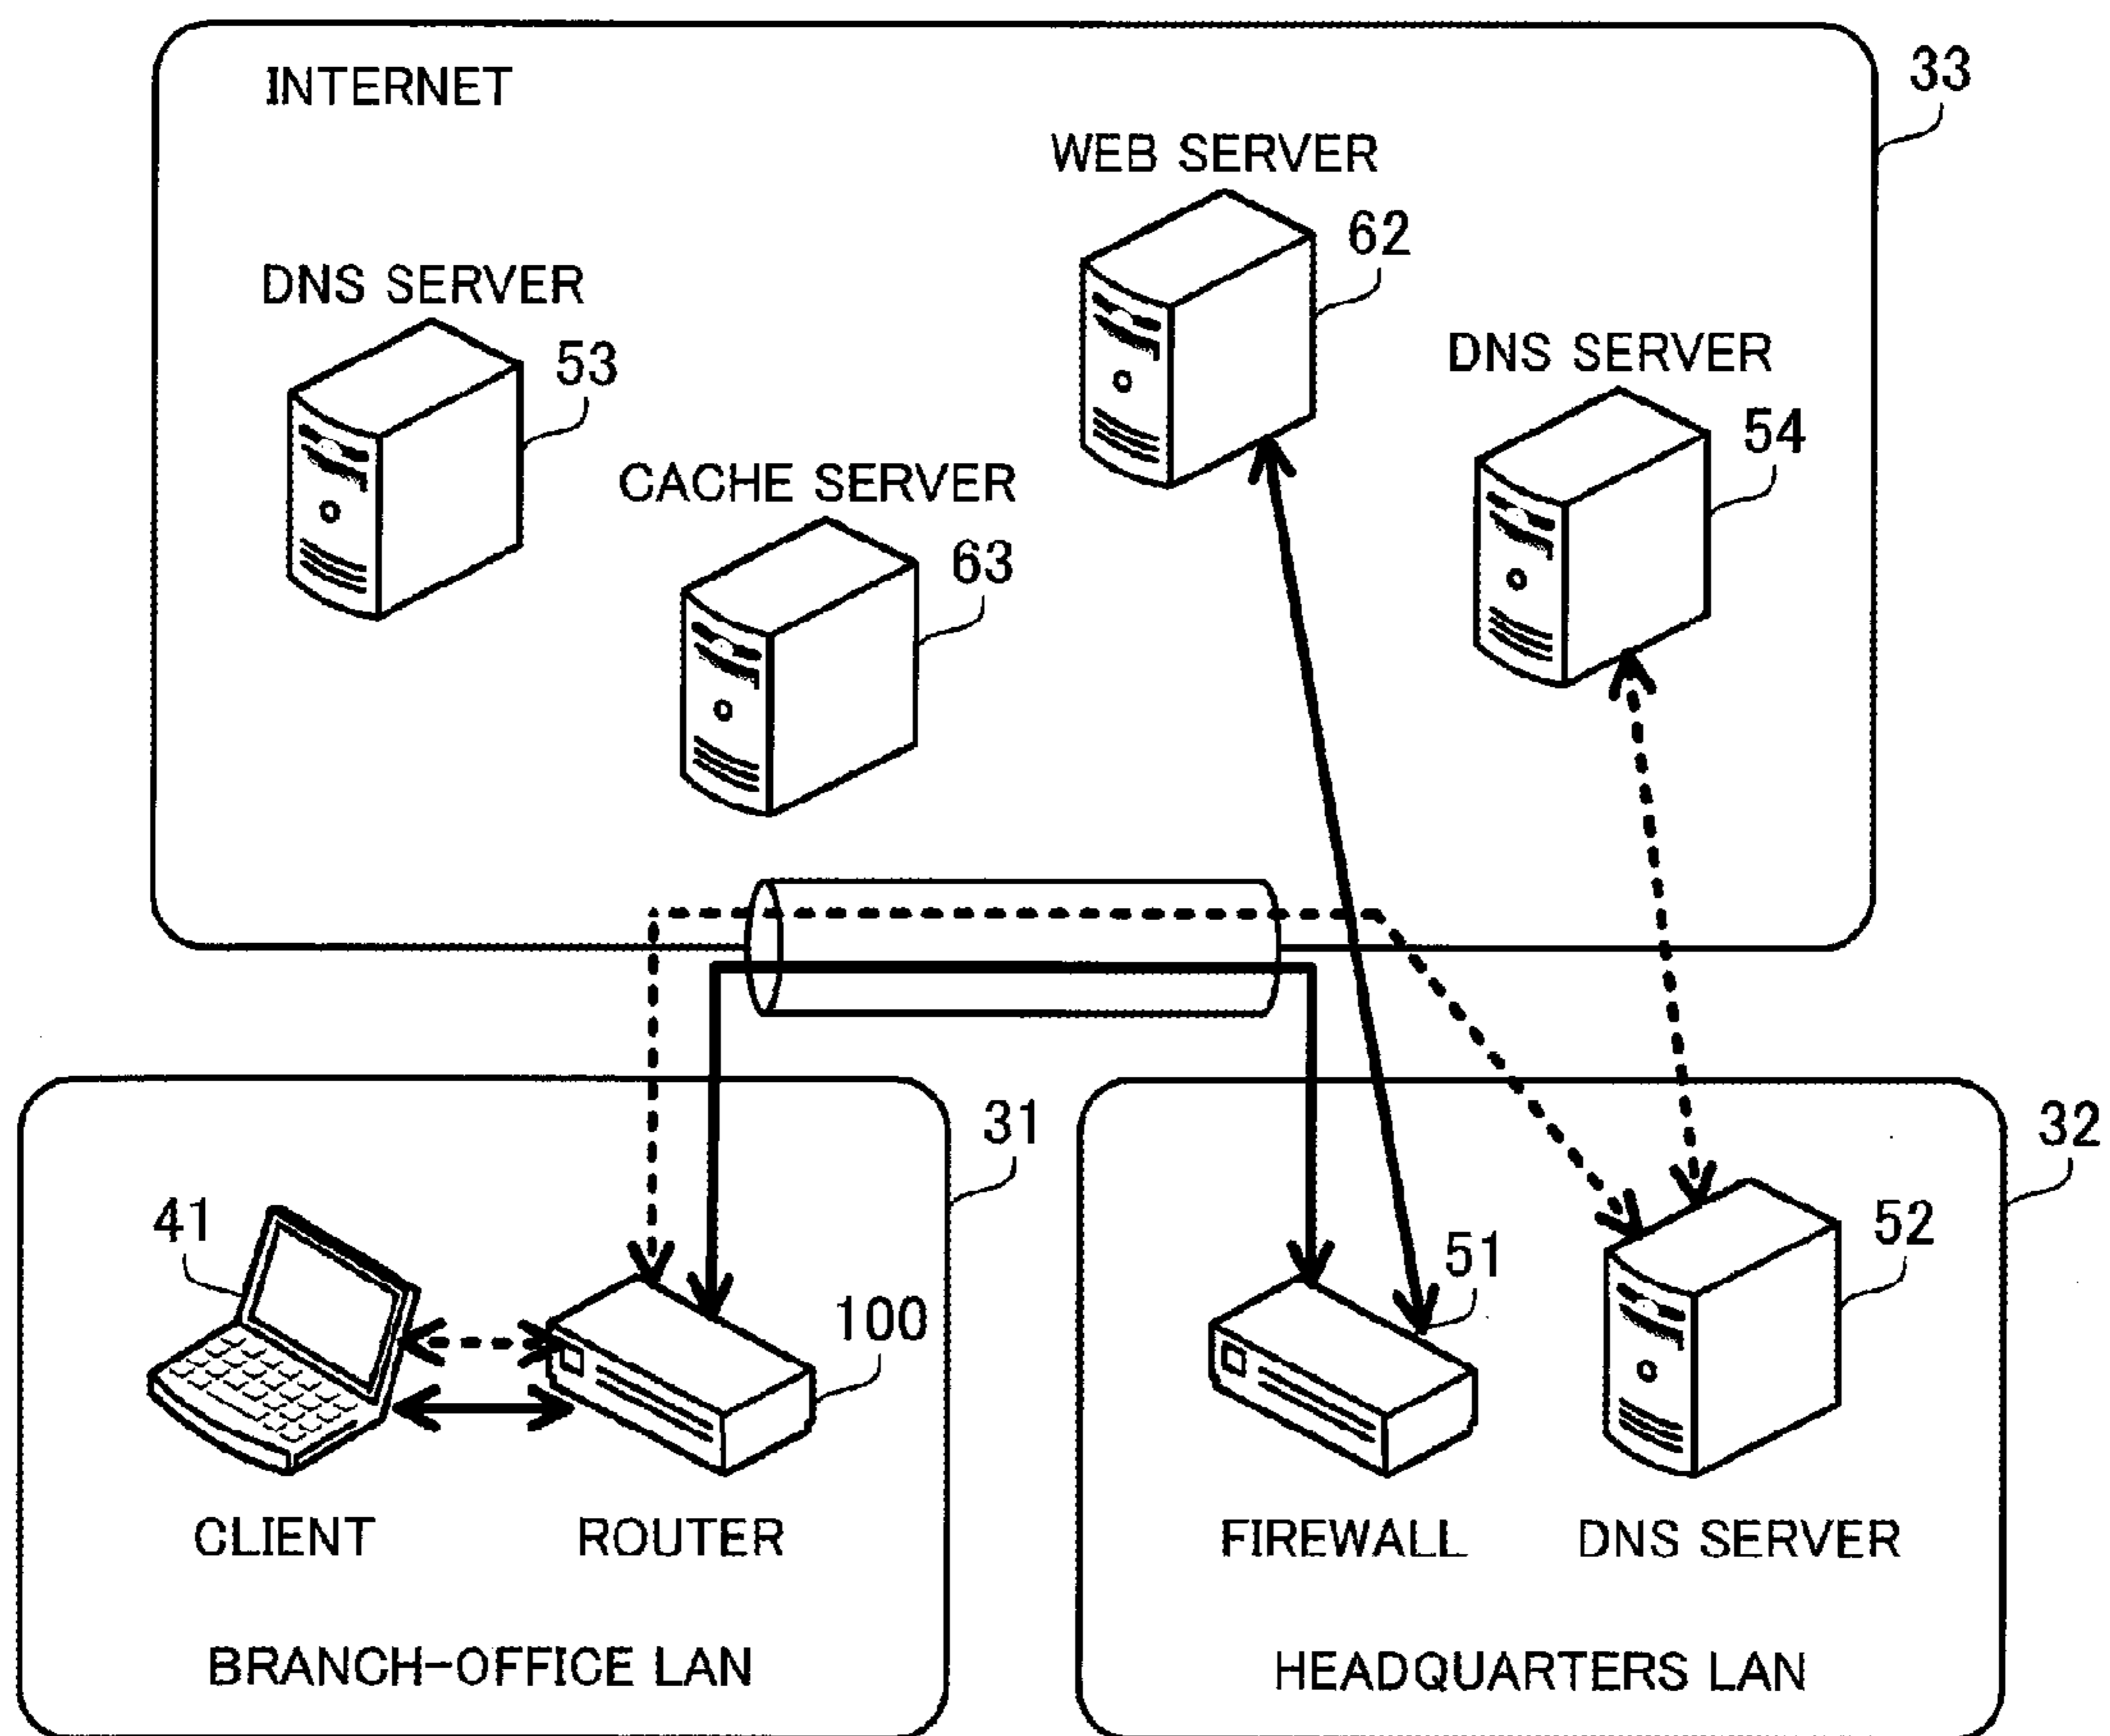 INTERNET
33
WEB SERVER
62
DNS SERVER
53
DNS SERVER
54
CACHE SERVER
63
31
32
41
100
51
52
CLIENT
ROUTER
FIREWALL
DNS SERVER
BRANCH-OFFICE LAN
HEADQUARTERS LAN